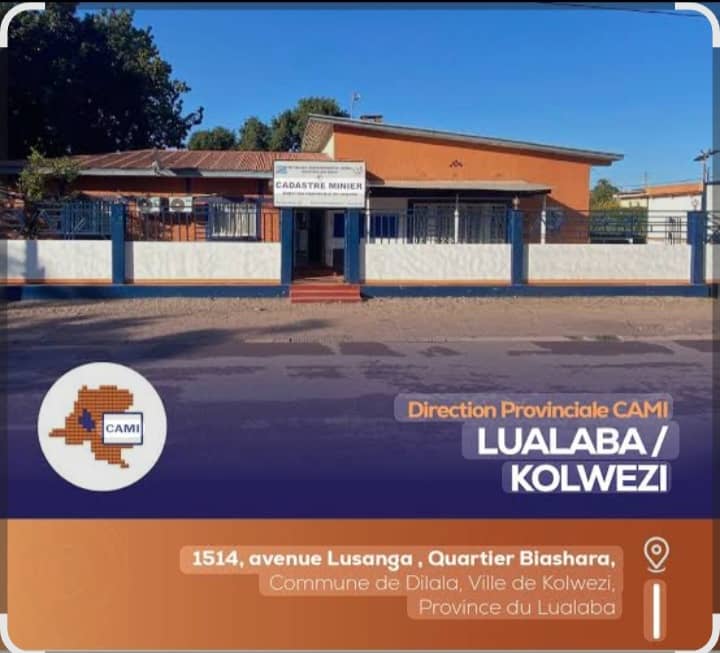 CADASTRE MINIER
CAMI
Direction Provinciale CAMI
LUALABA /
KOLWEZI
1514, avenue Lusanga , Quartier Biashara,
Commune de Dilala, Ville de Kolwezi,
Province du Lualaba